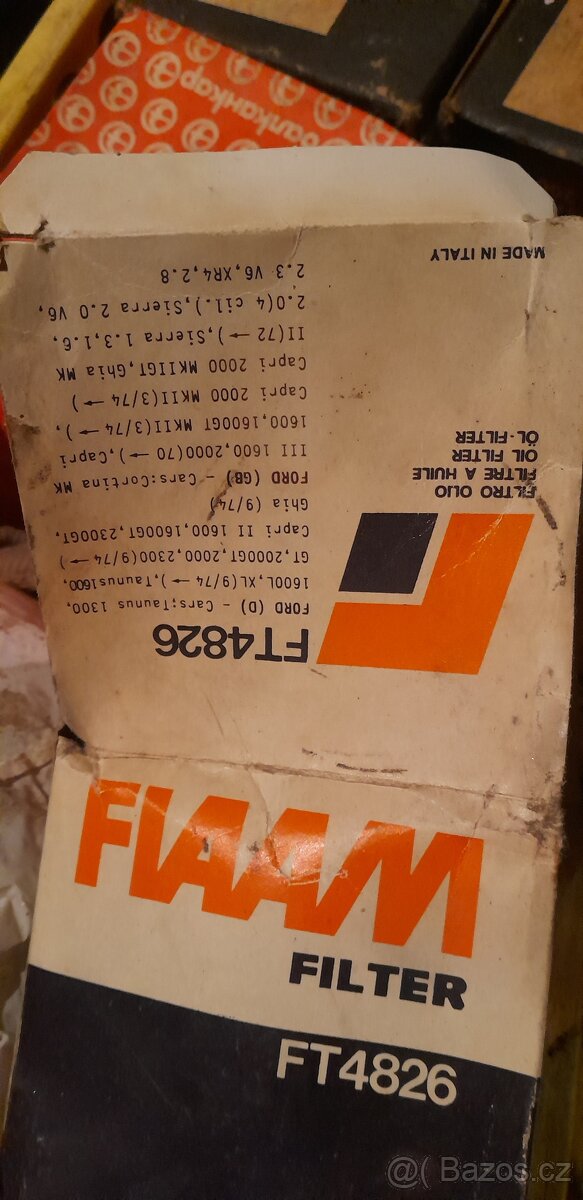 балканкар
MADE IN ITALY
FILTRO OLIO
FILTRE A HUILE
OIL FILTER
ÖL-FILTER
FT4826
FORD (D) - Cars;Taunus 1300,
1600L,XL(9/74 →),Taunus1600,
GT,2000GT,2000,2300(9/74 →)
Capri II 1600,1600GT,2300GT,
Ghia (9/74)
FORD (GB) - Cars:Cortina MK
III 1600,2000(70 →),Capri
1600,1600GT MKII(3/74 →),
Capri 2000 MKII(3/74 →)
Capri 2000 MKIIGT,Ghia MK
II(72 →),Sierra 1.3,1.6,
2.0(4 cil.),Sierra 2.0 V6,
2.3 V6,XR4,2.8
FIAAM
FILTER
FT4826
@( Bazos.cz